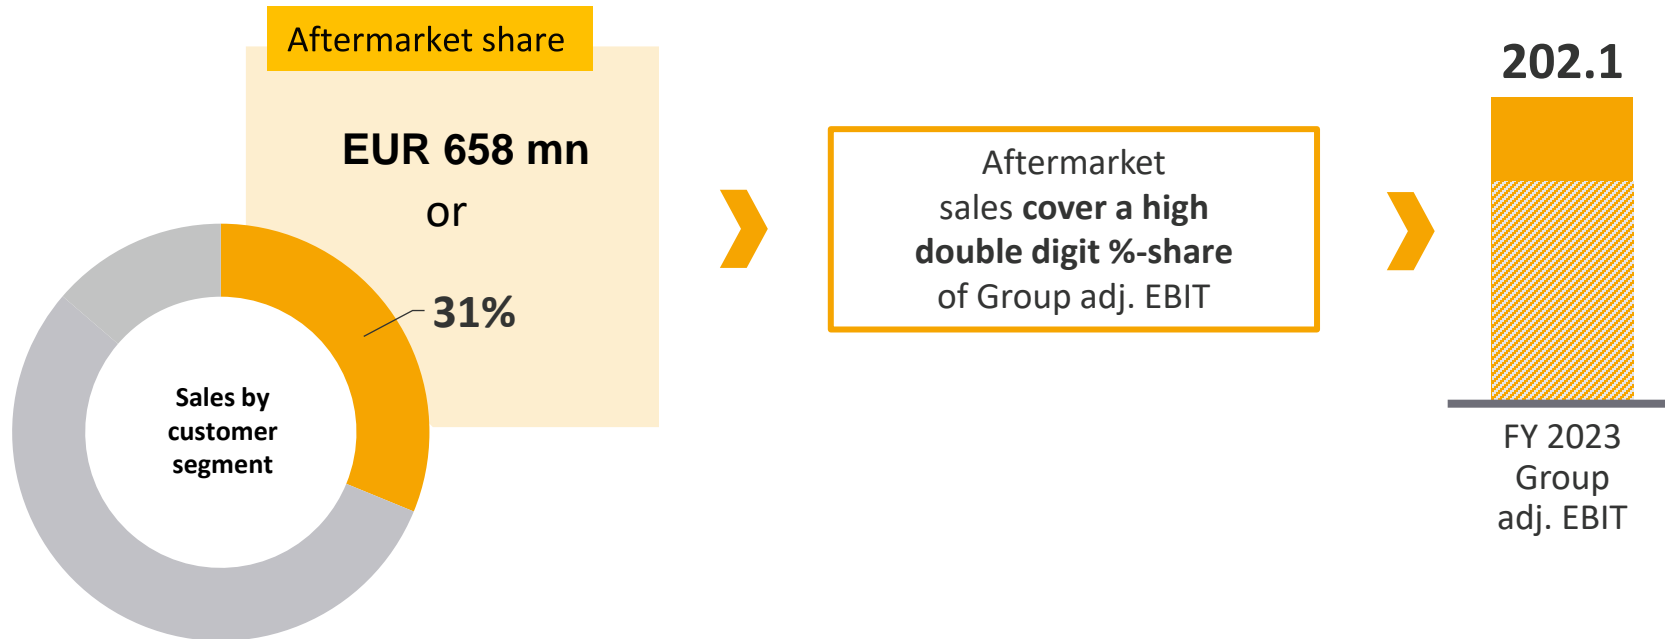 Aftermarket share
EUR 658 mn
or
31%
Sales by
customer
segment
Aftermarket
sales cover a high
double digit %-share
of Group adj. EBIT
202.1
FY 2023
Group
adj. EBIT